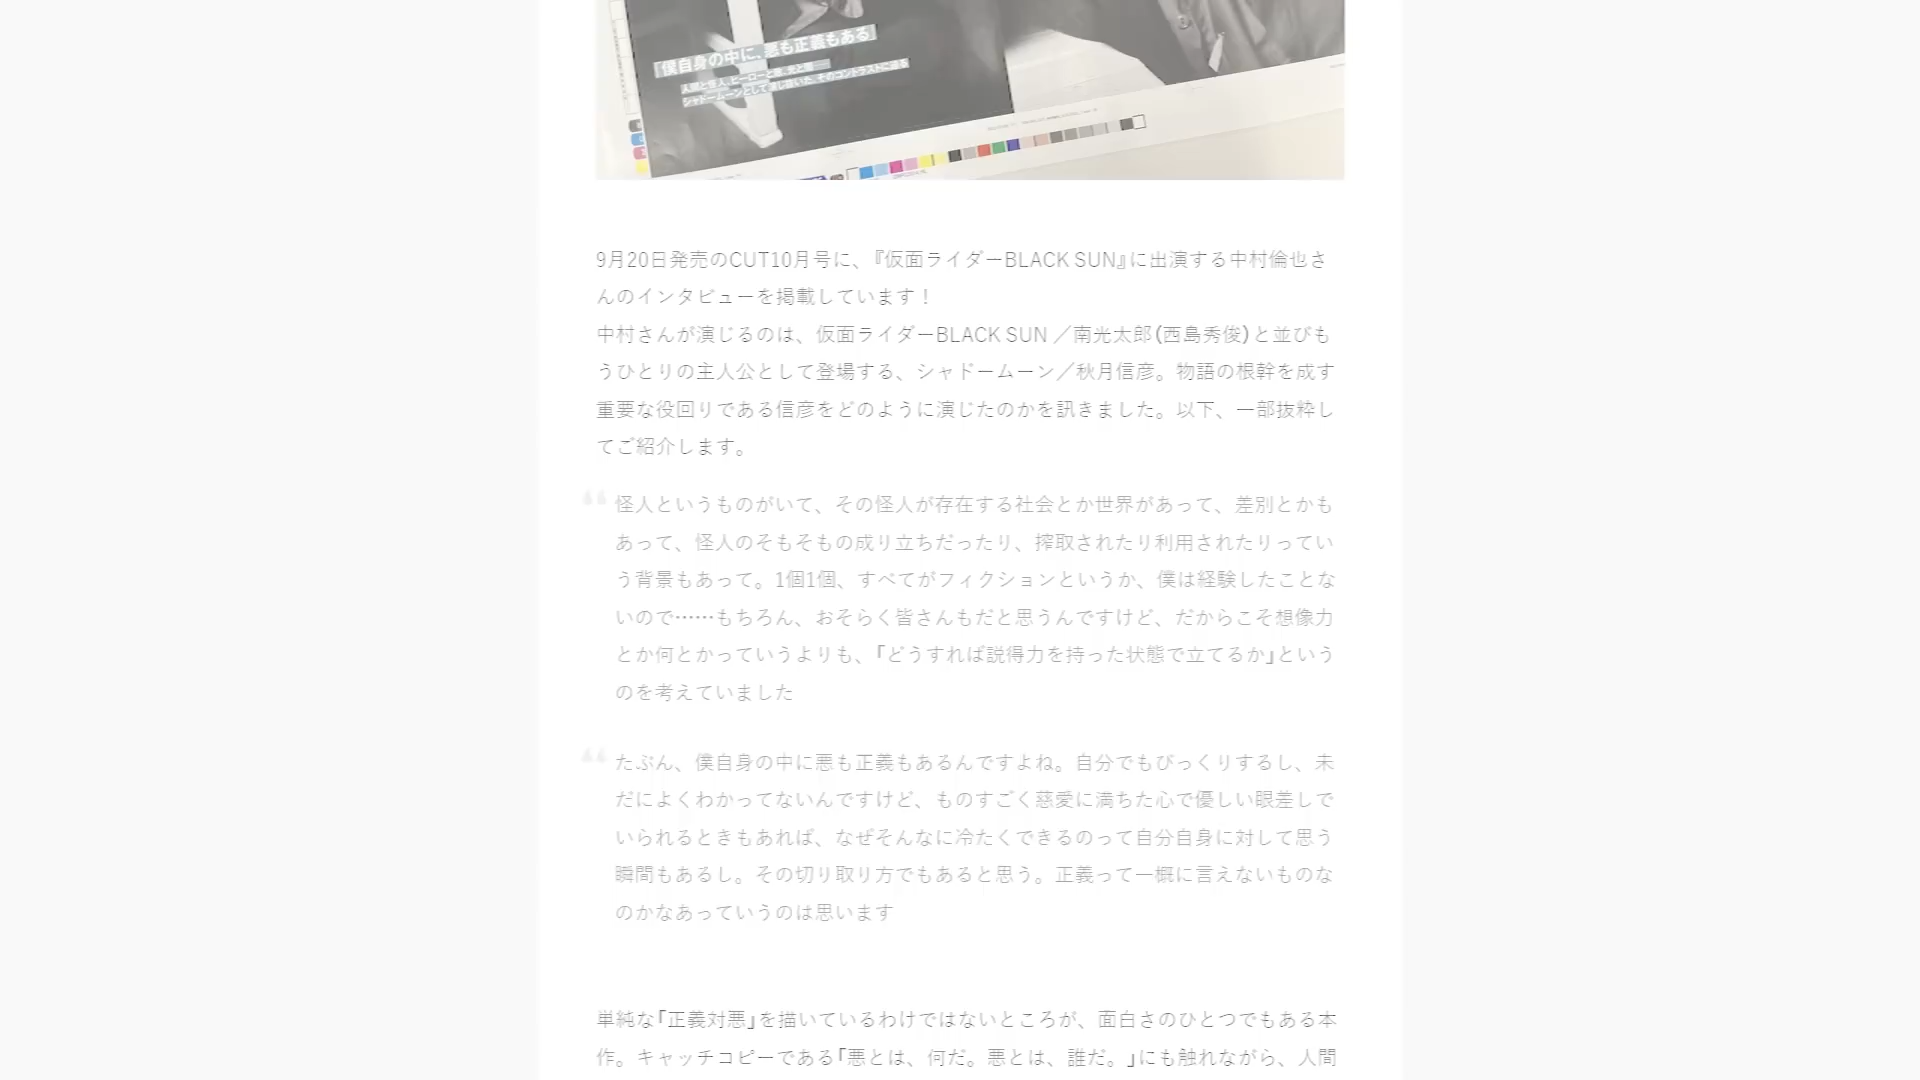 「僕自身の中に、悪も正義もある」
シャドームーンとして演じ抜いた、そのコントラストに迫る
9月20日発売のCUT10月号に、『仮面ライダーBLACK SUN』に出演する中村倫也さ
んのインタビューを掲載しています！
中村さんが演じるのは、仮面ライダーBLACK SUN ／南光太郎（西島秀俊）と並びも
うひとりの主人公として登場する、シャドームーン／秋月信彦。物語の根幹を成す
重要な役回りである信彦をどのように演じたのかを訊きました。以下、一部抜粋し
てご紹介します。
怪人というものがいて、その怪人が存在する社会とか世界があって、差別とかも
あって、怪人のそもそもの成り立ちだったり、搾取されたり利用されたりってい
う背景もあって。1個1個、すべてがフィクションというか、僕は経験したことな
いので……もちろん、おそらく皆さんもだと思うんですけど、だからこそ想像力
とか何とかっていうよりも、「どうすれば説得力を持った状態で立てるか」という
のを考えていました
たぶん、僕自身の中に悪も正義もあるんですよね。自分でもびっくりするし、未
だによくわかってないんですけど、ものすごく慈愛に満ちた心で優しい眼差しで
いられるときもあれば、なぜそんなに冷たくできるのって自分自身に対して思う
瞬間もあるし。その切り取り方でもあると思う。正義って一概に言えないものな
のかなあっていうのは思います
単純な「正義対悪」を描いているわけではないところが、面白さのひとつでもある本
作。キャッチコピーである「悪とは、何だ。悪とは、誰だ。」にも触れながら、人間